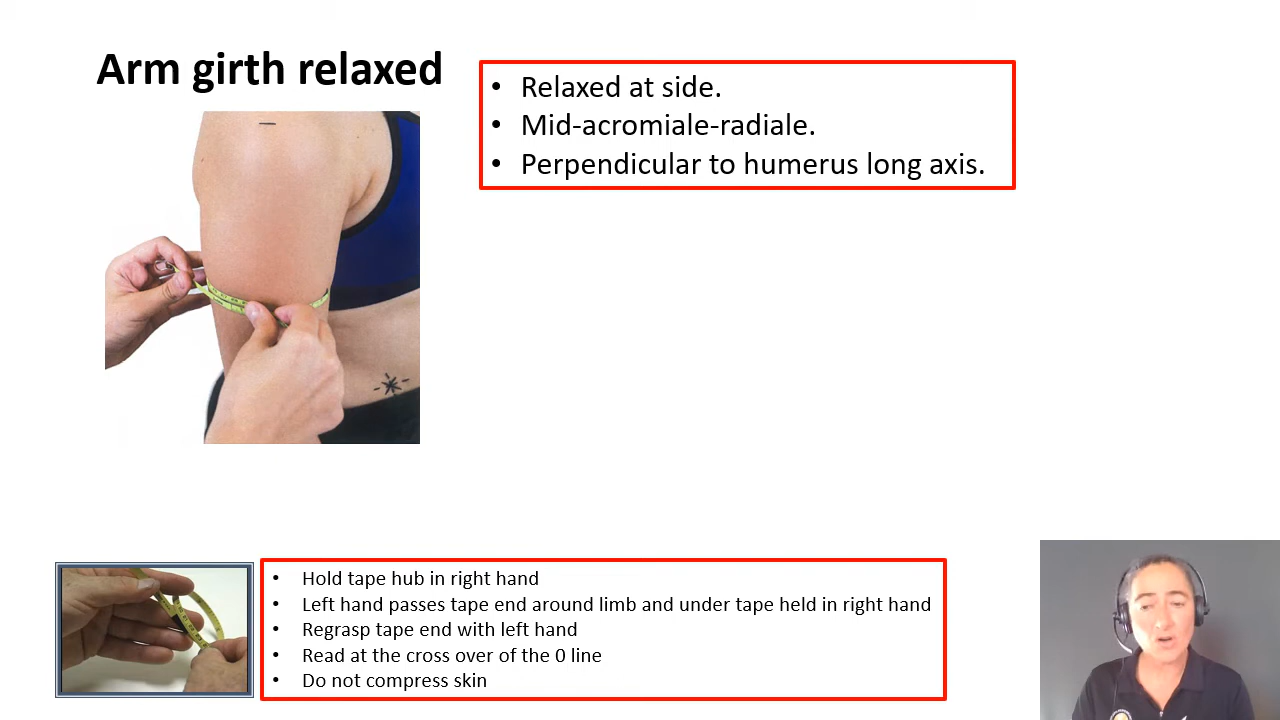 Arm girth relaxed
• Relaxed at side.
• Mid-acromiale-radiale.
• Perpendicular to humerus long axis.
• Hold tape hub in right hand
• Left hand passes tape end around limb and under tape held in right hand
• Regrasp tape end with left hand
• Read at the cross over of the 0 line
• Do not compress skin